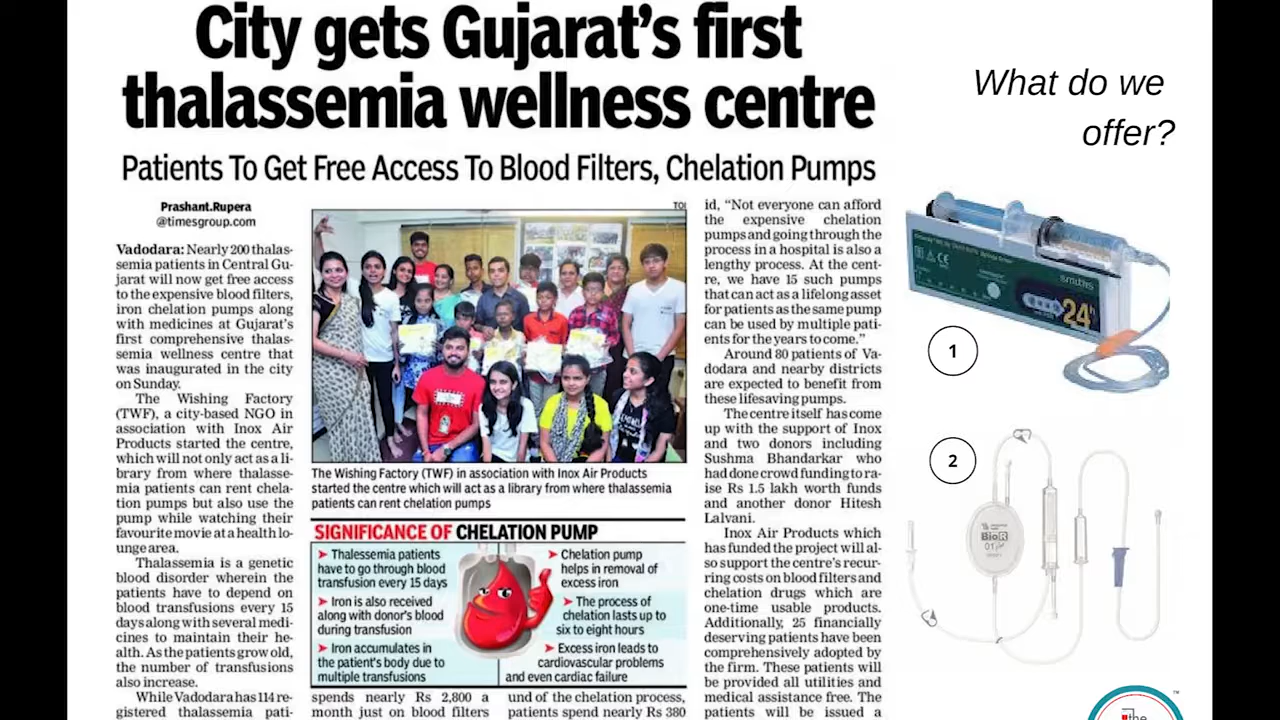 City gets Gujarat's first
thalassemia wellness centre
Patients To Get Free Access To Blood Filters, Chelation Pumps
Prashant.Rupera
@timesgroup.com
Vadodara: Nearly 200 thalas-
semia patients in Central Gu-
jarat will now get free access
to the expensive blood filters,
iron chelation pumps along
with medicines at Gujarat's
first comprehensive thalas-
semia wellness centre that
was inaugurated in the city
on Sunday.
The Wishing Factory
(TWF), a city-based NGO in
association with Inox Air
Products started the centre,
which will not only act as a li-
brary from where thalasse-
mia patients can rent chela-
tion pumps but also use the
pump while watching their
favourite movie at a health lo-
unge area.
Thalassemia is a genetic
blood disorder wherein the
patients have to depend on
blood transfusions every 15
days along with several medi-
cines to maintain their he-
alth. As the patients grow old,
the number of transfusions
also increase.
While Vadodara has 114 re-
gistered thalassemia pati-
TOI
The Wishing Factory (TWF) in association with Inox Air Products
started the centre which will act as a library from where thalassemia
patients can rent chelation pumps
SIGNIFICANCE OF CHELATION PUMP
➤ Thalessemia patients
have to go through blood
transfusion every 15 days
➤ Iron is also received
along with donor's blood
during transfusion
➤ Iron accumulates in
the patient's body due to
multiple transfusions
➤ Chelation pump
helps in removal of
excess iron
➤ The process of
chelation lasts up to
six to eight hours
➤ Excess iron leads to
cardiovascular problems
and even cardiac failure
spends nearly Rs 2,800 a
month just on blood filters
und of the chelation process,
patients spend nearly Rs 380
id, "Not everyone can afford
the expensive chelation
pumps and going through the
process in a hospital is also a
lengthy process. At the cent-
re, we have 15 such pumps
that can act as a lifelong asset
for patients as the same pump
can be used by multiple pati-
ents for the years to come."
Around 80 patients of Va-
dodara and nearby districts
are expected to benefit from
these lifesaving pumps.
The centre itself has come
up with the support of Inox
and two donors including
Sushma Bhandarkar who
had done crowd funding to ra-
ise Rs 1.5 lakh worth funds
and another donor Hitesh
Lalvani.
Inox Air Products which
has funded the project will al-
so support the centre's recur-
ring costs on blood filters and
chelation drugs which are
one-time usable products.
Additionally, 25 financially
deserving patients have been
comprehensively adopted by
the firm. These patients will
be provided all utilities and
medical assistance free. The
patients will be issued a
What do we
offer?
smiths
24
1
2
BioR
01 plus
the
TM